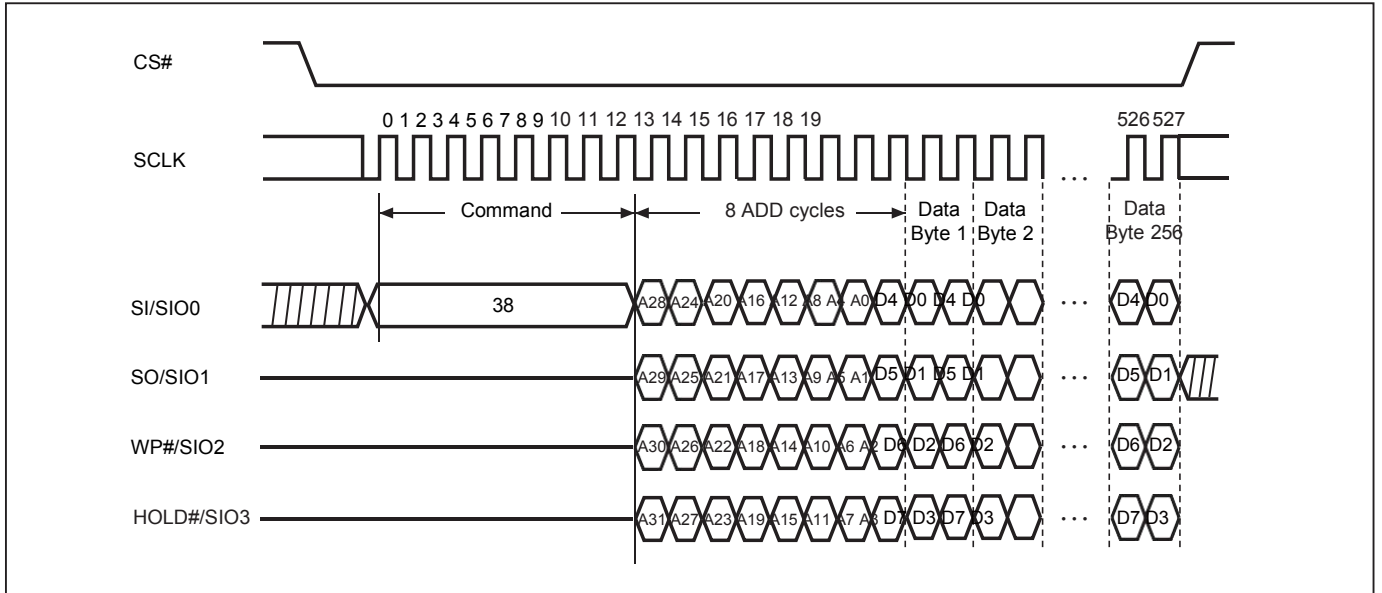 CS#
0 1 2 3 4 5 6 7 8 9 10 11 12 13 14 15 16 17 18 19 526 527
SCLK
...
Command 8 ADD cycles Data Byte 1 Data Byte 2 Data Byte 256
SI/SIO0 38 A28 A24 A20 A16 A12 A8 A4 A0 D4 D0 D4 D0 ... D4 D0
SO/SIO1 A29 A25 A21 A17 A13 A9 A5 A1 D5 D1 D5 D1 ... D5 D1
WP#/SIO2 A30 A26 A22 A18 A14 A10 A6 A2 D6 D2 D6 D2 ... D6 D2
HOLD#/SIO3 A31 A27 A23 A19 A15 A11 A7 A3 D7 D3 D7 D3 ... D7 D3